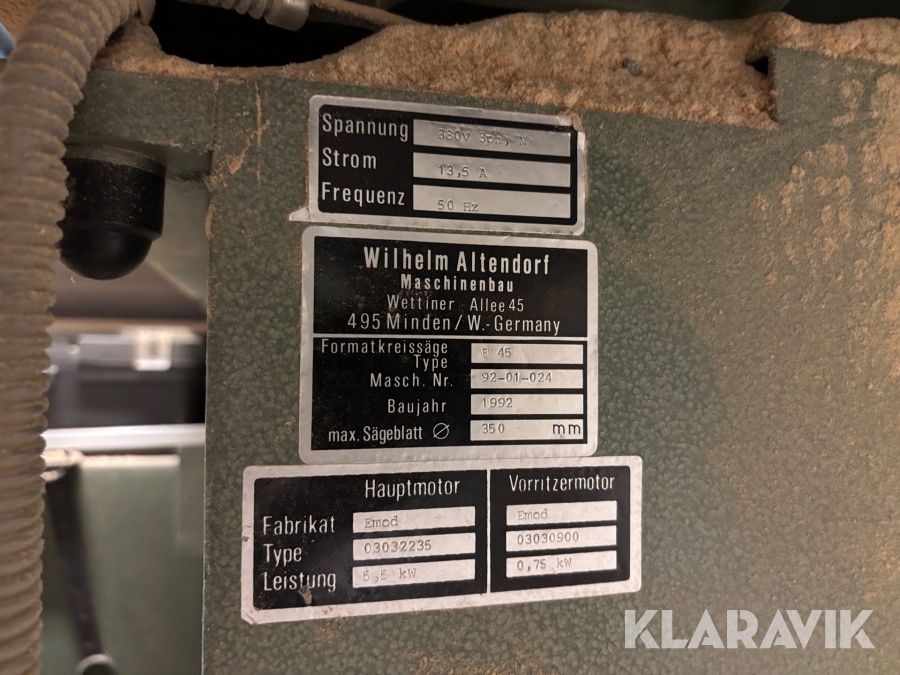 Spannung 380V 3ph, N
Strom 13,5 A
Frequenz 50 Hz
Wilhelm Altendorf
Maschinenbau
Wettiner Allee 45
495 Minden/W.-Germany
Formatkreissäge
Type F 45
Masch. Nr. 92-01-024
Baujahr 1992
max. Sägeblatt Ø 350 mm
Hauptmotor Vorritzermotor
Fabrikat Emod Emod
Type 03032235 03030900
Leistung 5,5 kW 0,75 kW
KLARAVIK